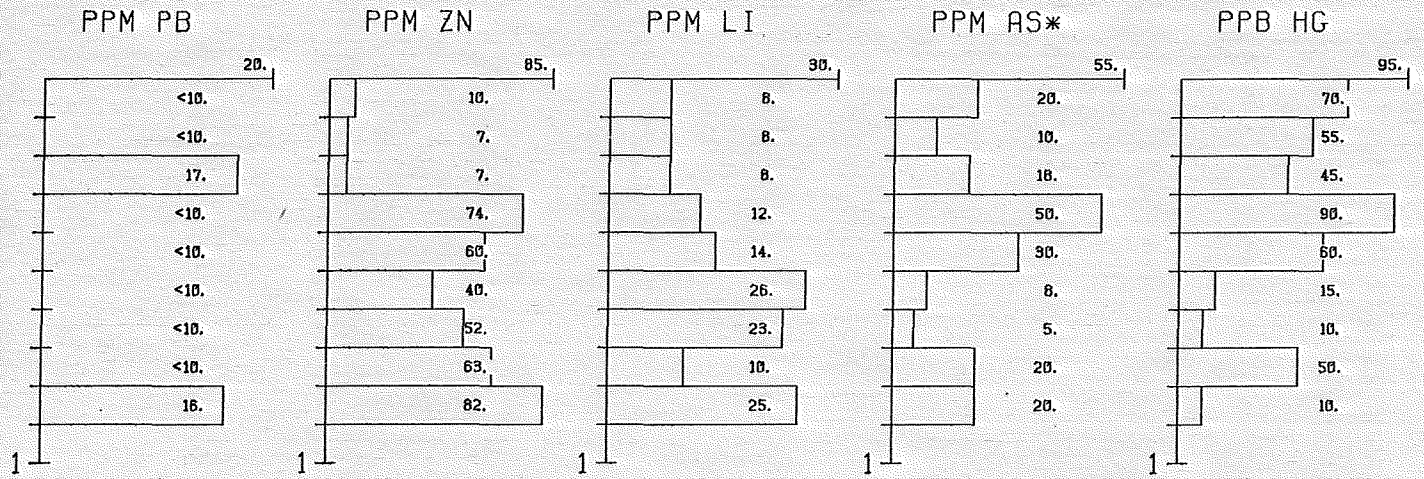 PPM PB PPM ZN PPM LI PPM AS* PPB HG
20. 85. 30. 55. 95.
<10. 10. 8. 20. 70.
<10. 7. 8. 10. 55.
17. 7. 8. 18. 45.
<10. 74. 12. 50. 90.
<10. 60. 14. 30. 60.
<10. 40. 26. 8. 15.
<10. 52. 23. 5. 10.
<10. 63. 10. 20. 50.
16. 82. 25. 20. 10.
1 1 1 1 1